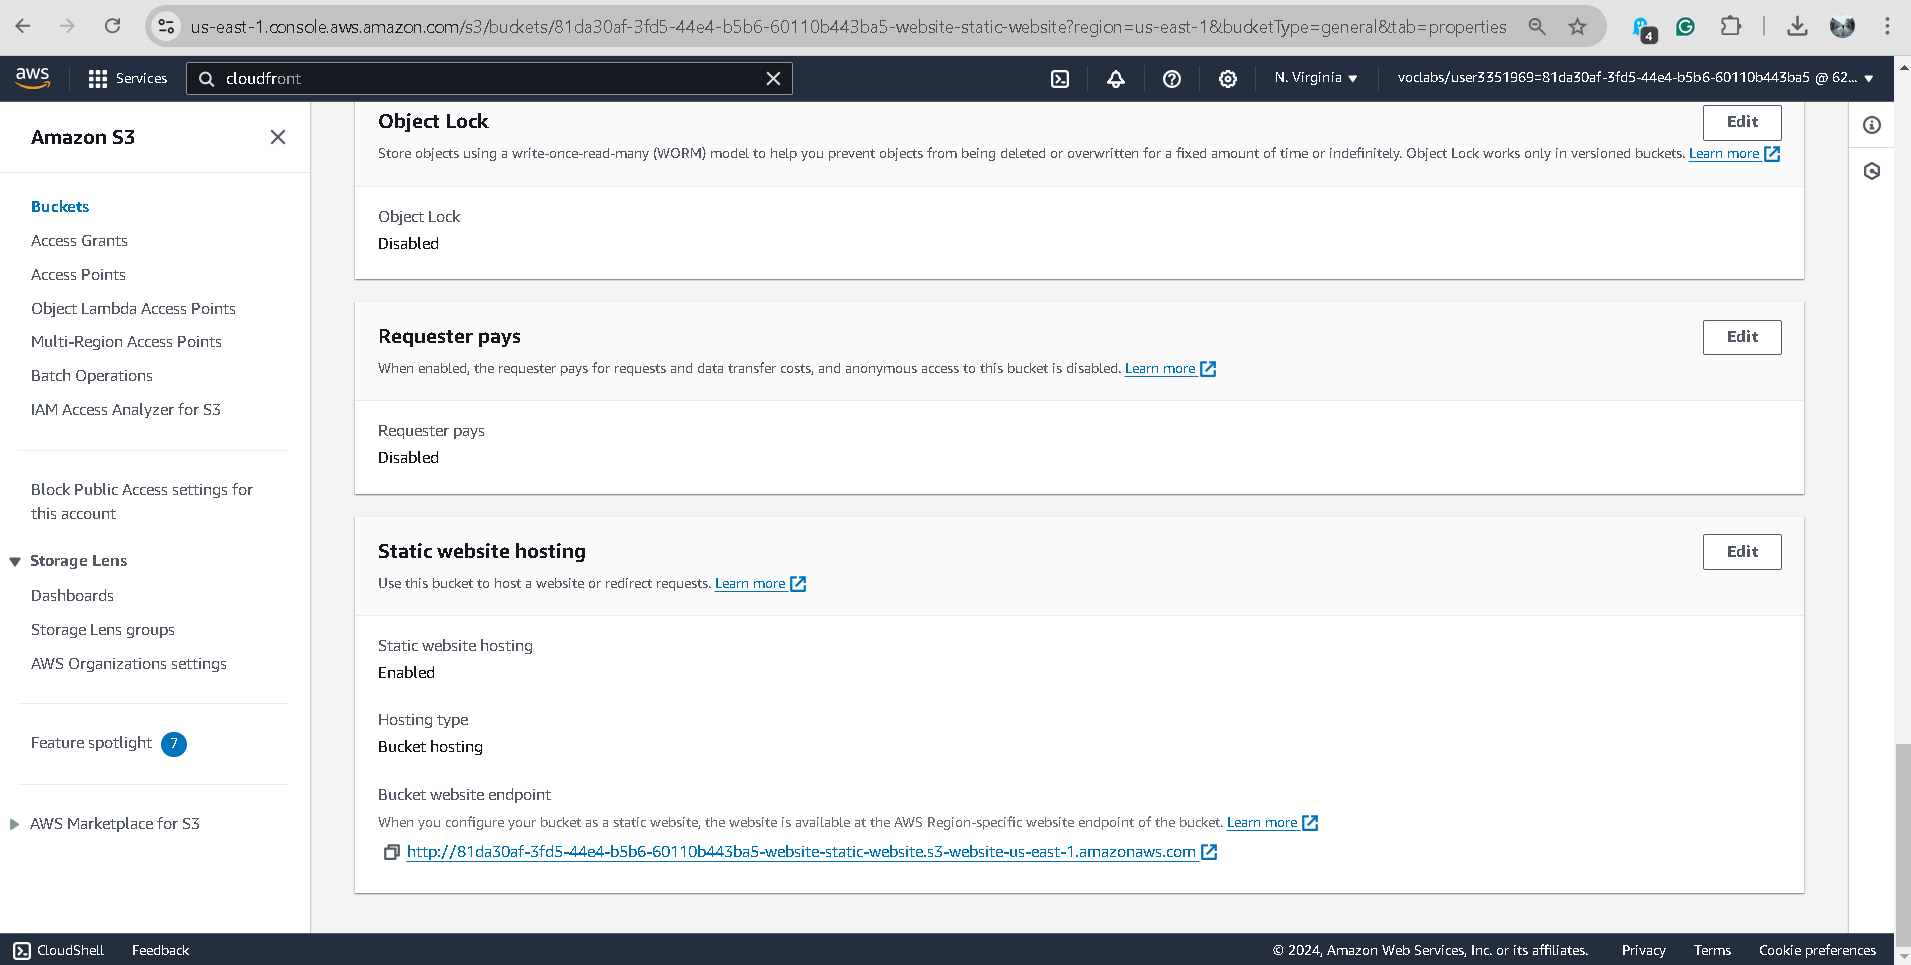 us-east-1.console.aws.amazon.com/s3/buckets/81da30af-3fd5-44e4-b5b6-60110b443ba5-website-static-website?region=us-east-1&bucketType=general&tab=properties
4
aws
Services
cloudfront
N. Virginia
voclabs/user3351969=81da30af-3fd5-44e4-b5b6-60110b443ba5 @ 62...
Amazon S3
Buckets
Access Grants
Access Points
Object Lambda Access Points
Multi-Region Access Points
Batch Operations
IAM Access Analyzer for S3
Block Public Access settings for
this account
Storage Lens
Dashboards
Storage Lens groups
AWS Organizations settings
Feature spotlight 7
AWS Marketplace for S3
Object Lock
Edit
Store objects using a write-once-read-many (WORM) model to help you prevent objects from being deleted or overwritten for a fixed amount of time or indefinitely. Object Lock works only in versioned buckets. Learn more
Object Lock
Disabled
Requester pays
Edit
When enabled, the requester pays for requests and data transfer costs, and anonymous access to this bucket is disabled. Learn more
Requester pays
Disabled
Static website hosting
Edit
Use this bucket to host a website or redirect requests. Learn more
Static website hosting
Enabled
Hosting type
Bucket hosting
Bucket website endpoint
When you configure your bucket as a static website, the website is available at the AWS Region-specific website endpoint of the bucket. Learn more
http://81da30af-3fd5-44e4-b5b6-60110b443ba5-website-static-website.s3-website-us-east-1.amazonaws.com
CloudShell
Feedback
© 2024, Amazon Web Services, Inc. or its affiliates.
Privacy
Terms
Cookie preferences